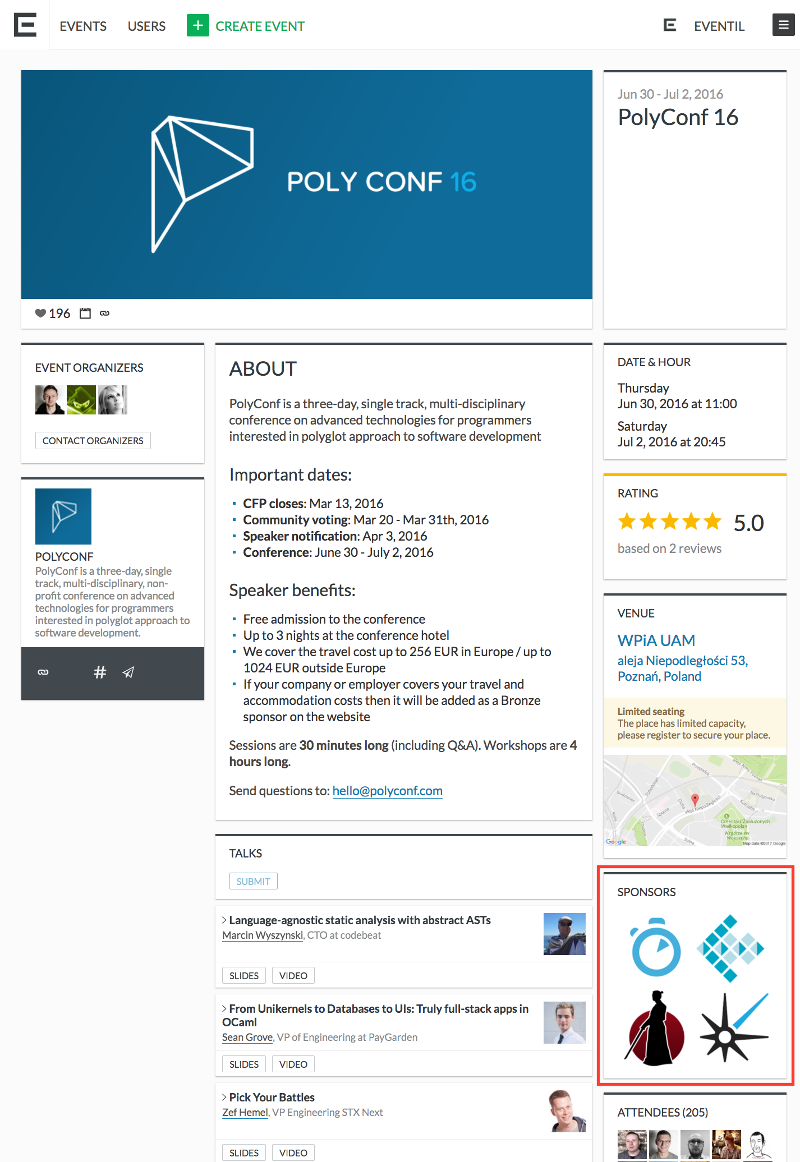 EVENTS USERS + CREATE EVENT EVENTIL
POLY CONF 16
196
Jun 30 - Jul 2, 2016
PolyConf 16
EVENT ORGANIZERS
CONTACT ORGANIZERS
POLYCONF
PolyConf is a three-day, single
track, multi-disciplinary, non-
profit conference on advanced
technologies for programmers
interested in polyglot approach to
software development.
#
ABOUT
PolyConf is a three-day, single track, multi-disciplinary
conference on advanced technologies for programmers
interested in polyglot approach to software development
Important dates:
CFP closes: Mar 13, 2016
Community voting: Mar 20 - Mar 31th, 2016
Speaker notification: Apr 3, 2016
Conference: June 30 - July 2, 2016
Speaker benefits:
Free admission to the conference
Up to 3 nights at the conference hotel
We cover the travel cost up to 256 EUR in Europe / up to
1024 EUR outside Europe
If your company or employer covers your travel and
accommodation costs then it will be added as a Bronze
sponsor on the website
Sessions are 30 minutes long (including Q&A). Workshops are 4
hours long.
Send questions to: hello@polyconf.com
TALKS
SUBMIT
Language-agnostic static analysis with abstract ASTs
Marcin Wyszynski, CTO at codebeat
SLIDES VIDEO
From Unikernels to Databases to UIs: Truly full-stack apps in
OCaml
Sean Grove, VP of Engineering at PayGarden
SLIDES VIDEO
Pick Your Battles
Zef Hemel, VP Engineering STX Next
SLIDES VIDEO
DATE & HOUR
Thursday
Jun 30, 2016 at 11:00
Saturday
Jul 2, 2016 at 20:45
RATING
5.0
based on 2 reviews
VENUE
WPiA UAM
aleja Niepodległości 53,
Poznań, Poland
Limited seating
The place has limited capacity,
please register to secure your place.
Google
Map data ©2017 Google
SPONSORS
ATTENDEES (205)